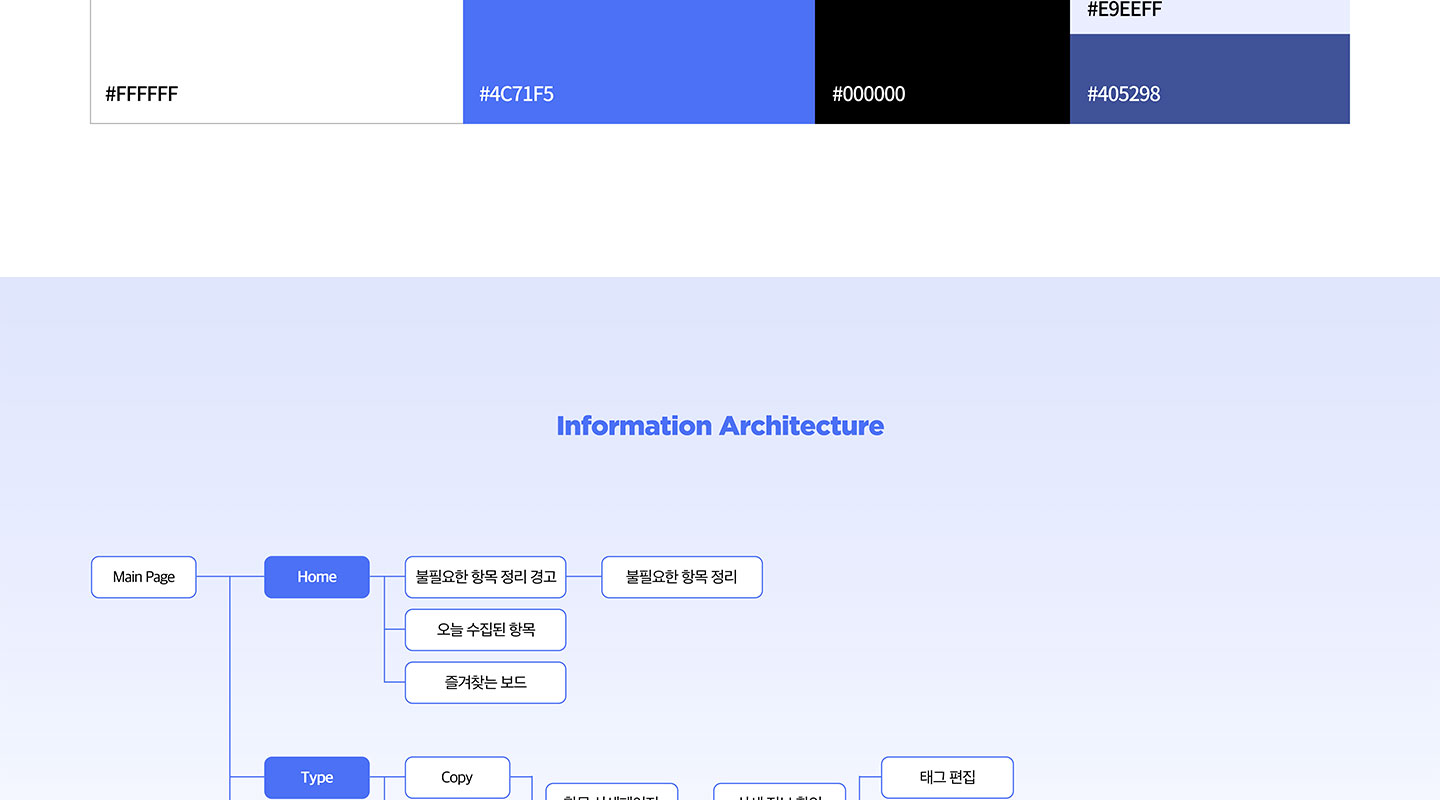 #E9EEFF
#FFFFFF
#4C71F5
#000000
#405298
Information Architecture
Main Page
Home
불필요한 항목 정리 경고
불필요한 항목 정리
오늘 수집된 항목
즐겨찾는 보드
Type
Copy
태그 편집